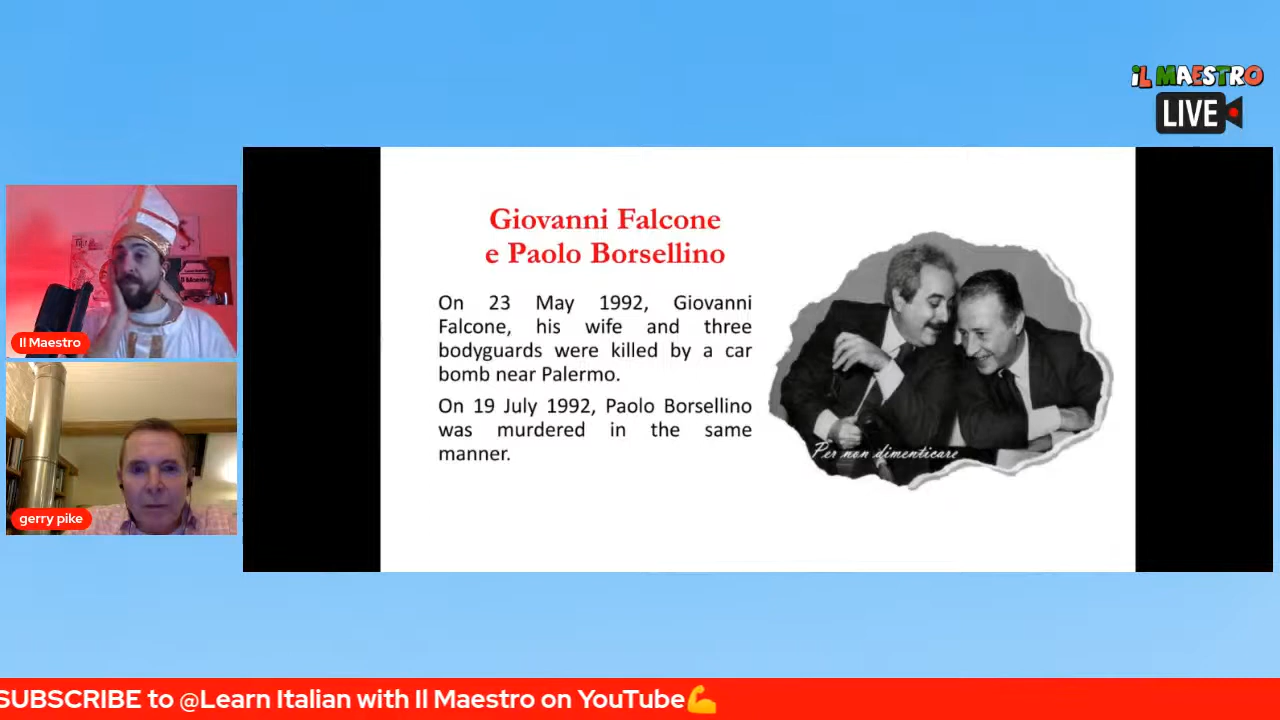 IL MAESTRO
LIVE
Giovanni Falcone
e Paolo Borsellino
On 23 May 1992, Giovanni
Falcone, his wife and three
bodyguards were killed by a car
bomb near Palermo.
On 19 July 1992, Paolo Borsellino
was murdered in the same
manner.
Per non dimenticare
Il Maestro
gerry pike
SUBSCRIBE to @Learn Italian with Il Maestro on YouTube💪